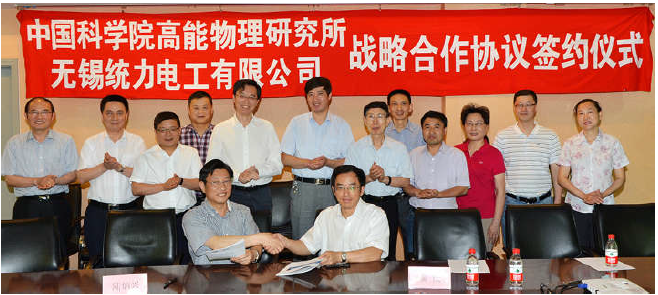 中国科学院高能物理研究所
无锡统力电工有限公司
战略合作协议签约仪式